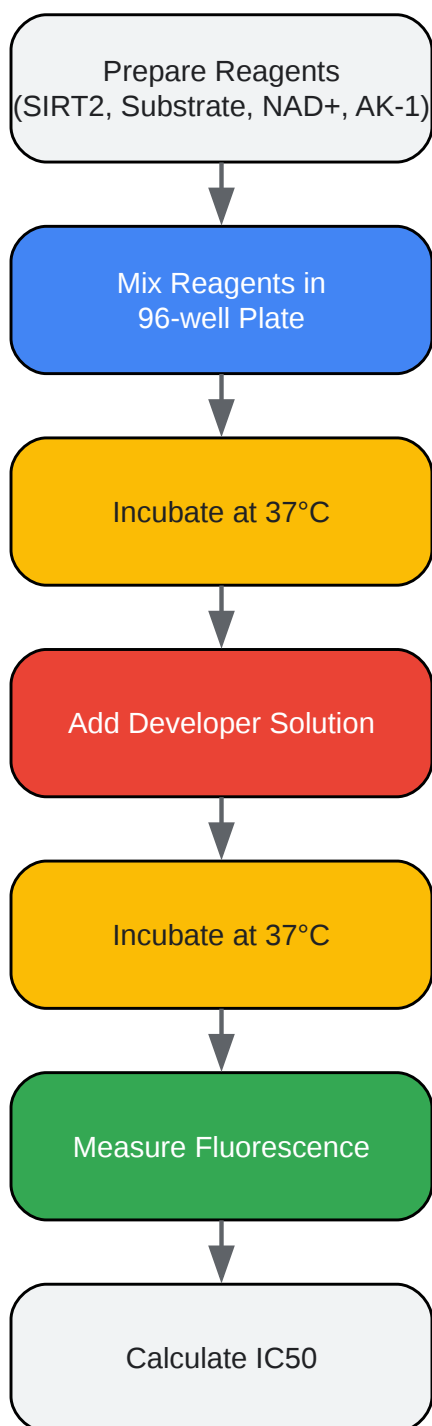 Prepare Reagents
(SIRT2, Substrate, NAD+, AK-1)
Mix Reagents in
96-well Plate
Incubate at 37°C
Add Developer Solution
Incubate at 37°C
Measure Fluorescence
Calculate IC50